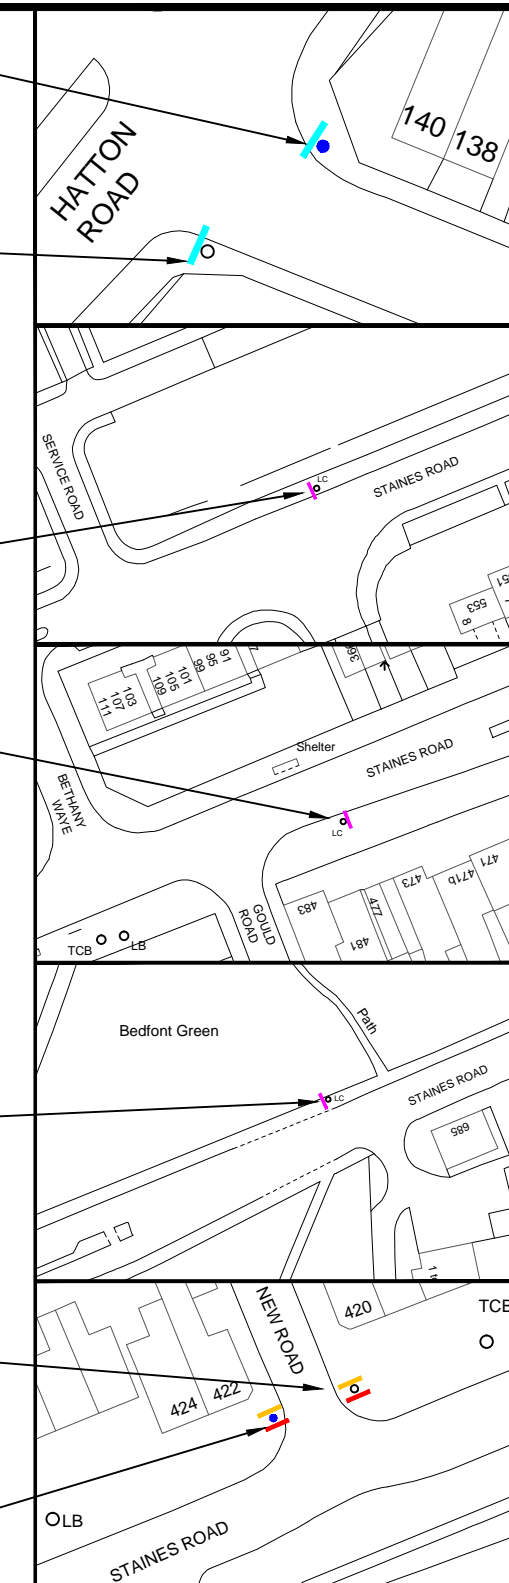 140
138
HATTON
ROAD
SERVICE ROAD
LC
STAINES ROAD
553
8
91
95
99
101
105
109
103
107
111
Shelter
STAINES ROAD
BETHANY
WAYE
LC
GOULD
ROAD
483
477
481
473
471b
471
TCB
LB
Bedfont Green
Path
LC
STAINES ROAD
685
NEW ROAD
420
TCB
424
422
LB
STAINES ROAD